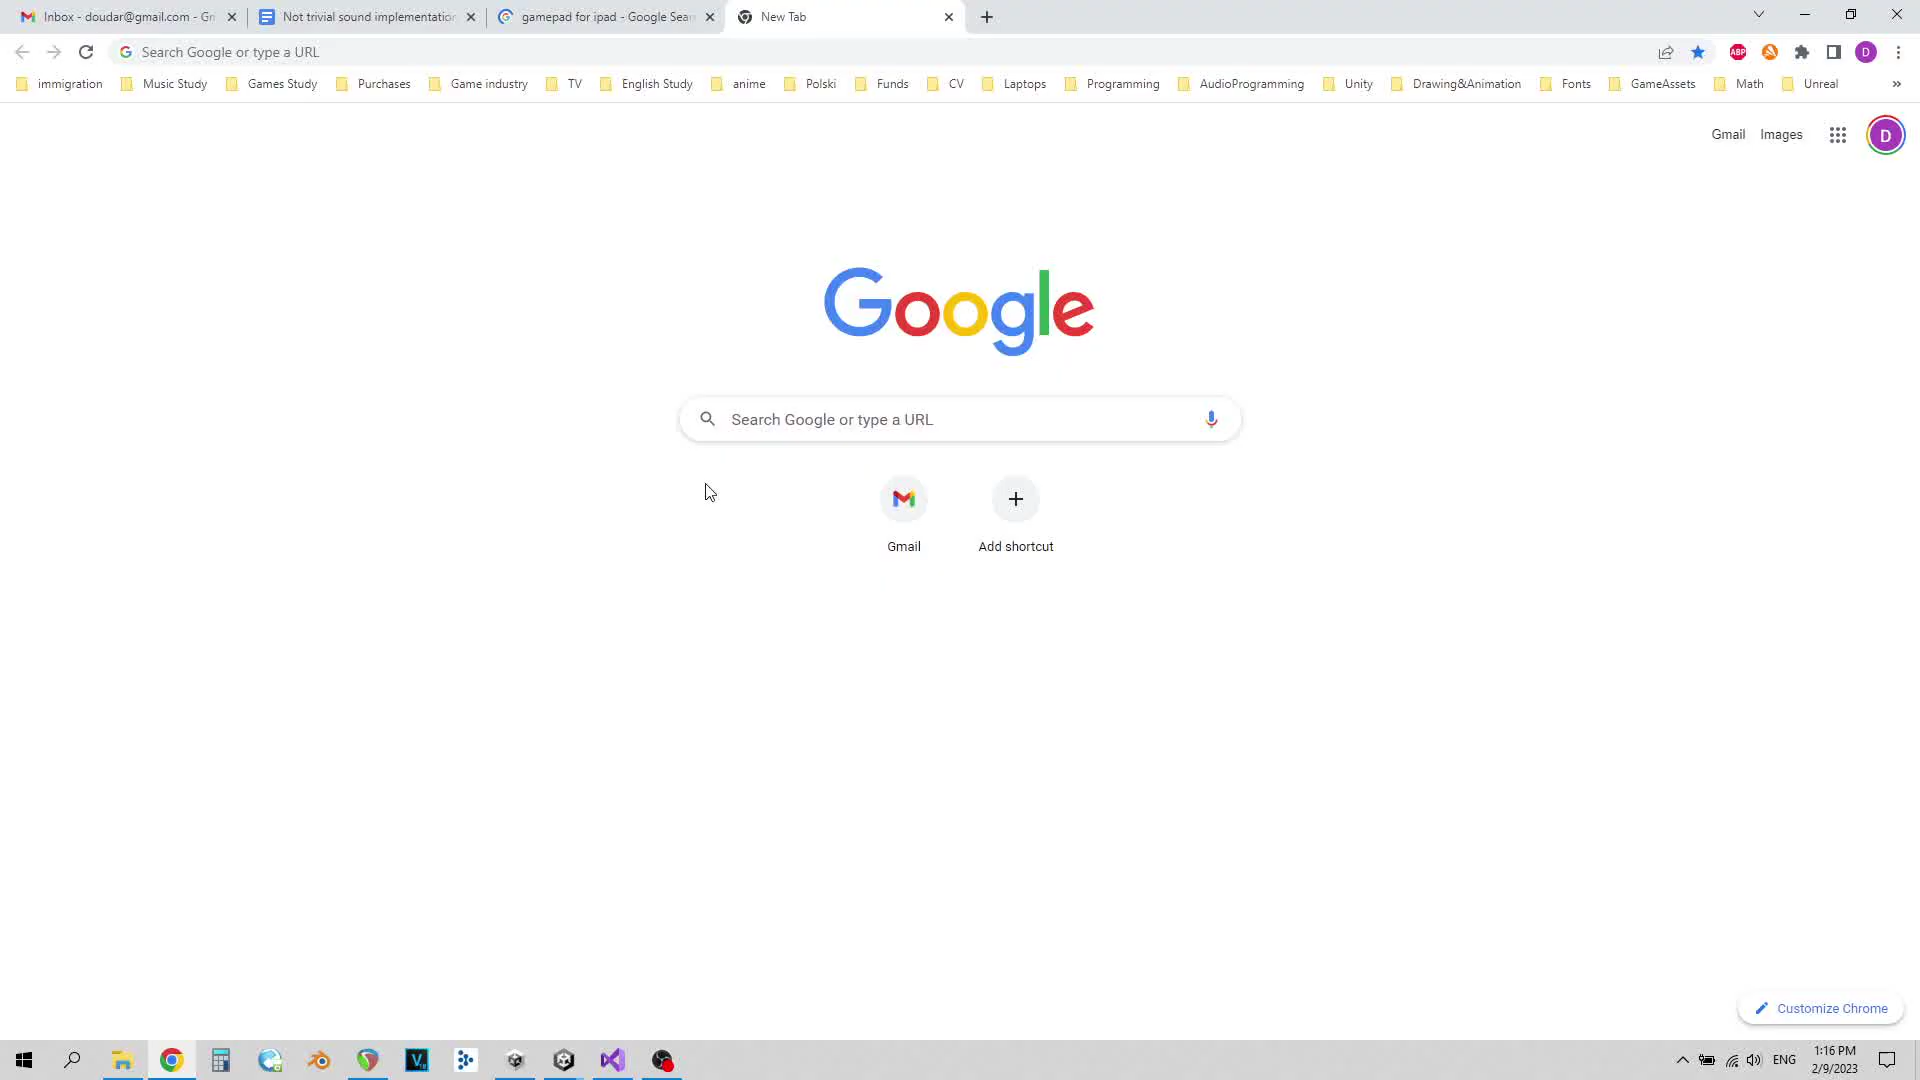 Inbox - doudar@gmail.com - Gm
Not trivial sound implementation
gamepad for ipad - Google Sear
New Tab
Search Google or type a URL
ABP
D
immigration
Music Study
Games Study
Purchases
Game industry
TV
English Study
anime
Polski
Funds
CV
Laptops
Programming
AudioProgramming
Unity
Drawing&Animation
Fonts
GameAssets
Math
Unreal
»
Gmail
Images
D
Google
Search Google or type a URL
Gmail
Add shortcut
Customize Chrome
ENG
1:16 PM
2/9/2023